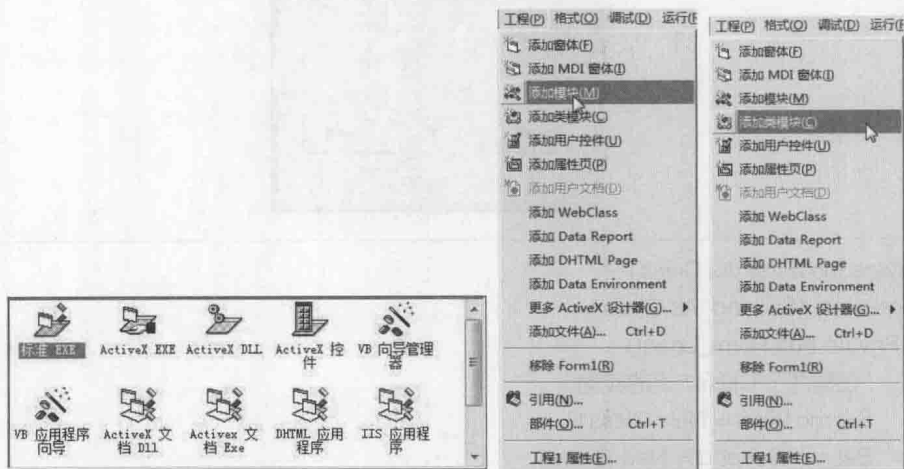 标准 EXE
ActiveX EXE
ActiveX DLL
ActiveX 控件
VB 向导管理器
VB 应用程序向导
ActiveX 文档 Dll
Activex 文档 Exe
DHTML 应用程序
IIS 应用程序
工程(P) 格式(O) 调试(D) 运行(
添加窗体(F)
添加 MDI 窗体(I)
添加模块(M)
添加类模块(C)
添加用户控件(U)
添加属性页(P)
添加用户文档(D)
添加 WebClass
添加 Data Report
添加 DHTML Page
添加 Data Environment
更多 ActiveX 设计器(G)...
添加文件(A)... Ctrl+D
移除 Form1(R)
引用(N)...
部件(O)... Ctrl+T
工程1 属性(E)...
工程(P) 格式(O) 调试(D) 运行(
添加窗体(F)
添加 MDI 窗体(I)
添加模块(M)
添加类模块(C)
添加用户控件(U)
添加属性页(P)
添加用户文档(D)
添加 WebClass
添加 Data Report
添加 DHTML Page
添加 Data Environment
更多 ActiveX 设计器(G)...
添加文件(A)... Ctrl+D
移除 Form1(R)
引用(N)...
部件(O)... Ctrl+T
工程1 属性(E)...